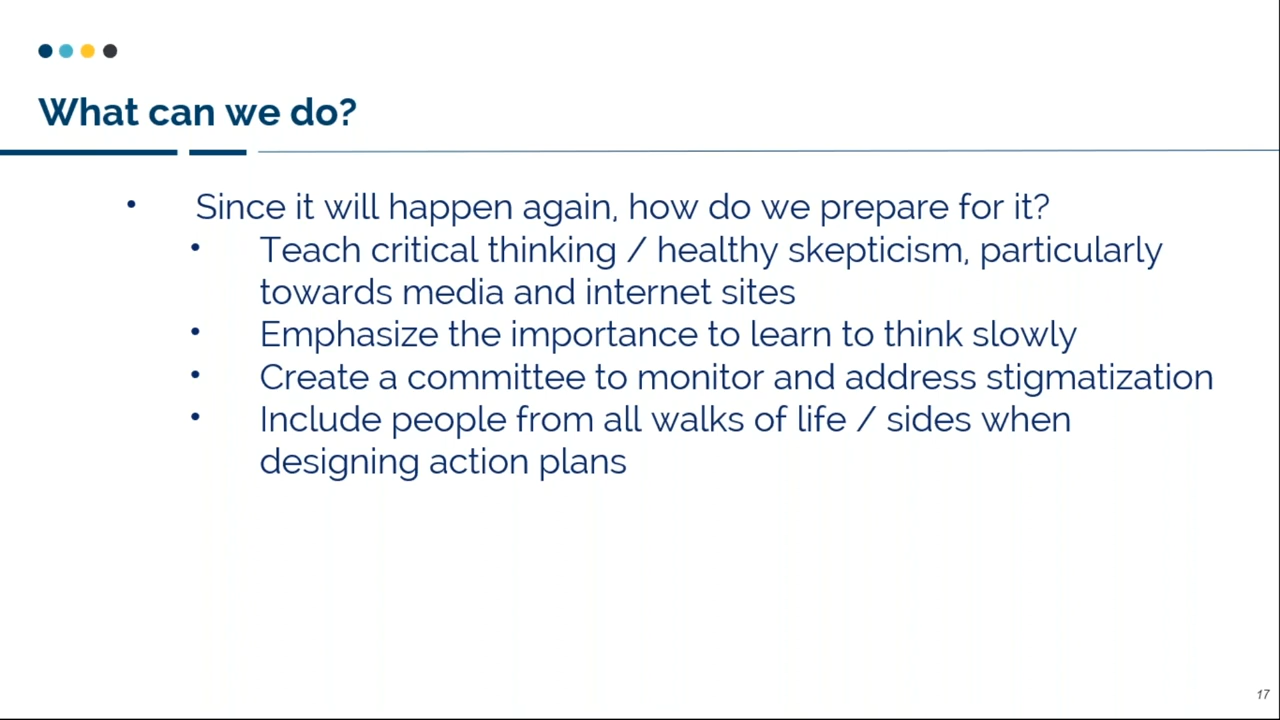 What can we do?
• Since it will happen again, how do we prepare for it?
• Teach critical thinking / healthy skepticism, particularly
towards media and internet sites
• Emphasize the importance to learn to think slowly
• Create a committee to monitor and address stigmatization
• Include people from all walks of life / sides when
designing action plans
17